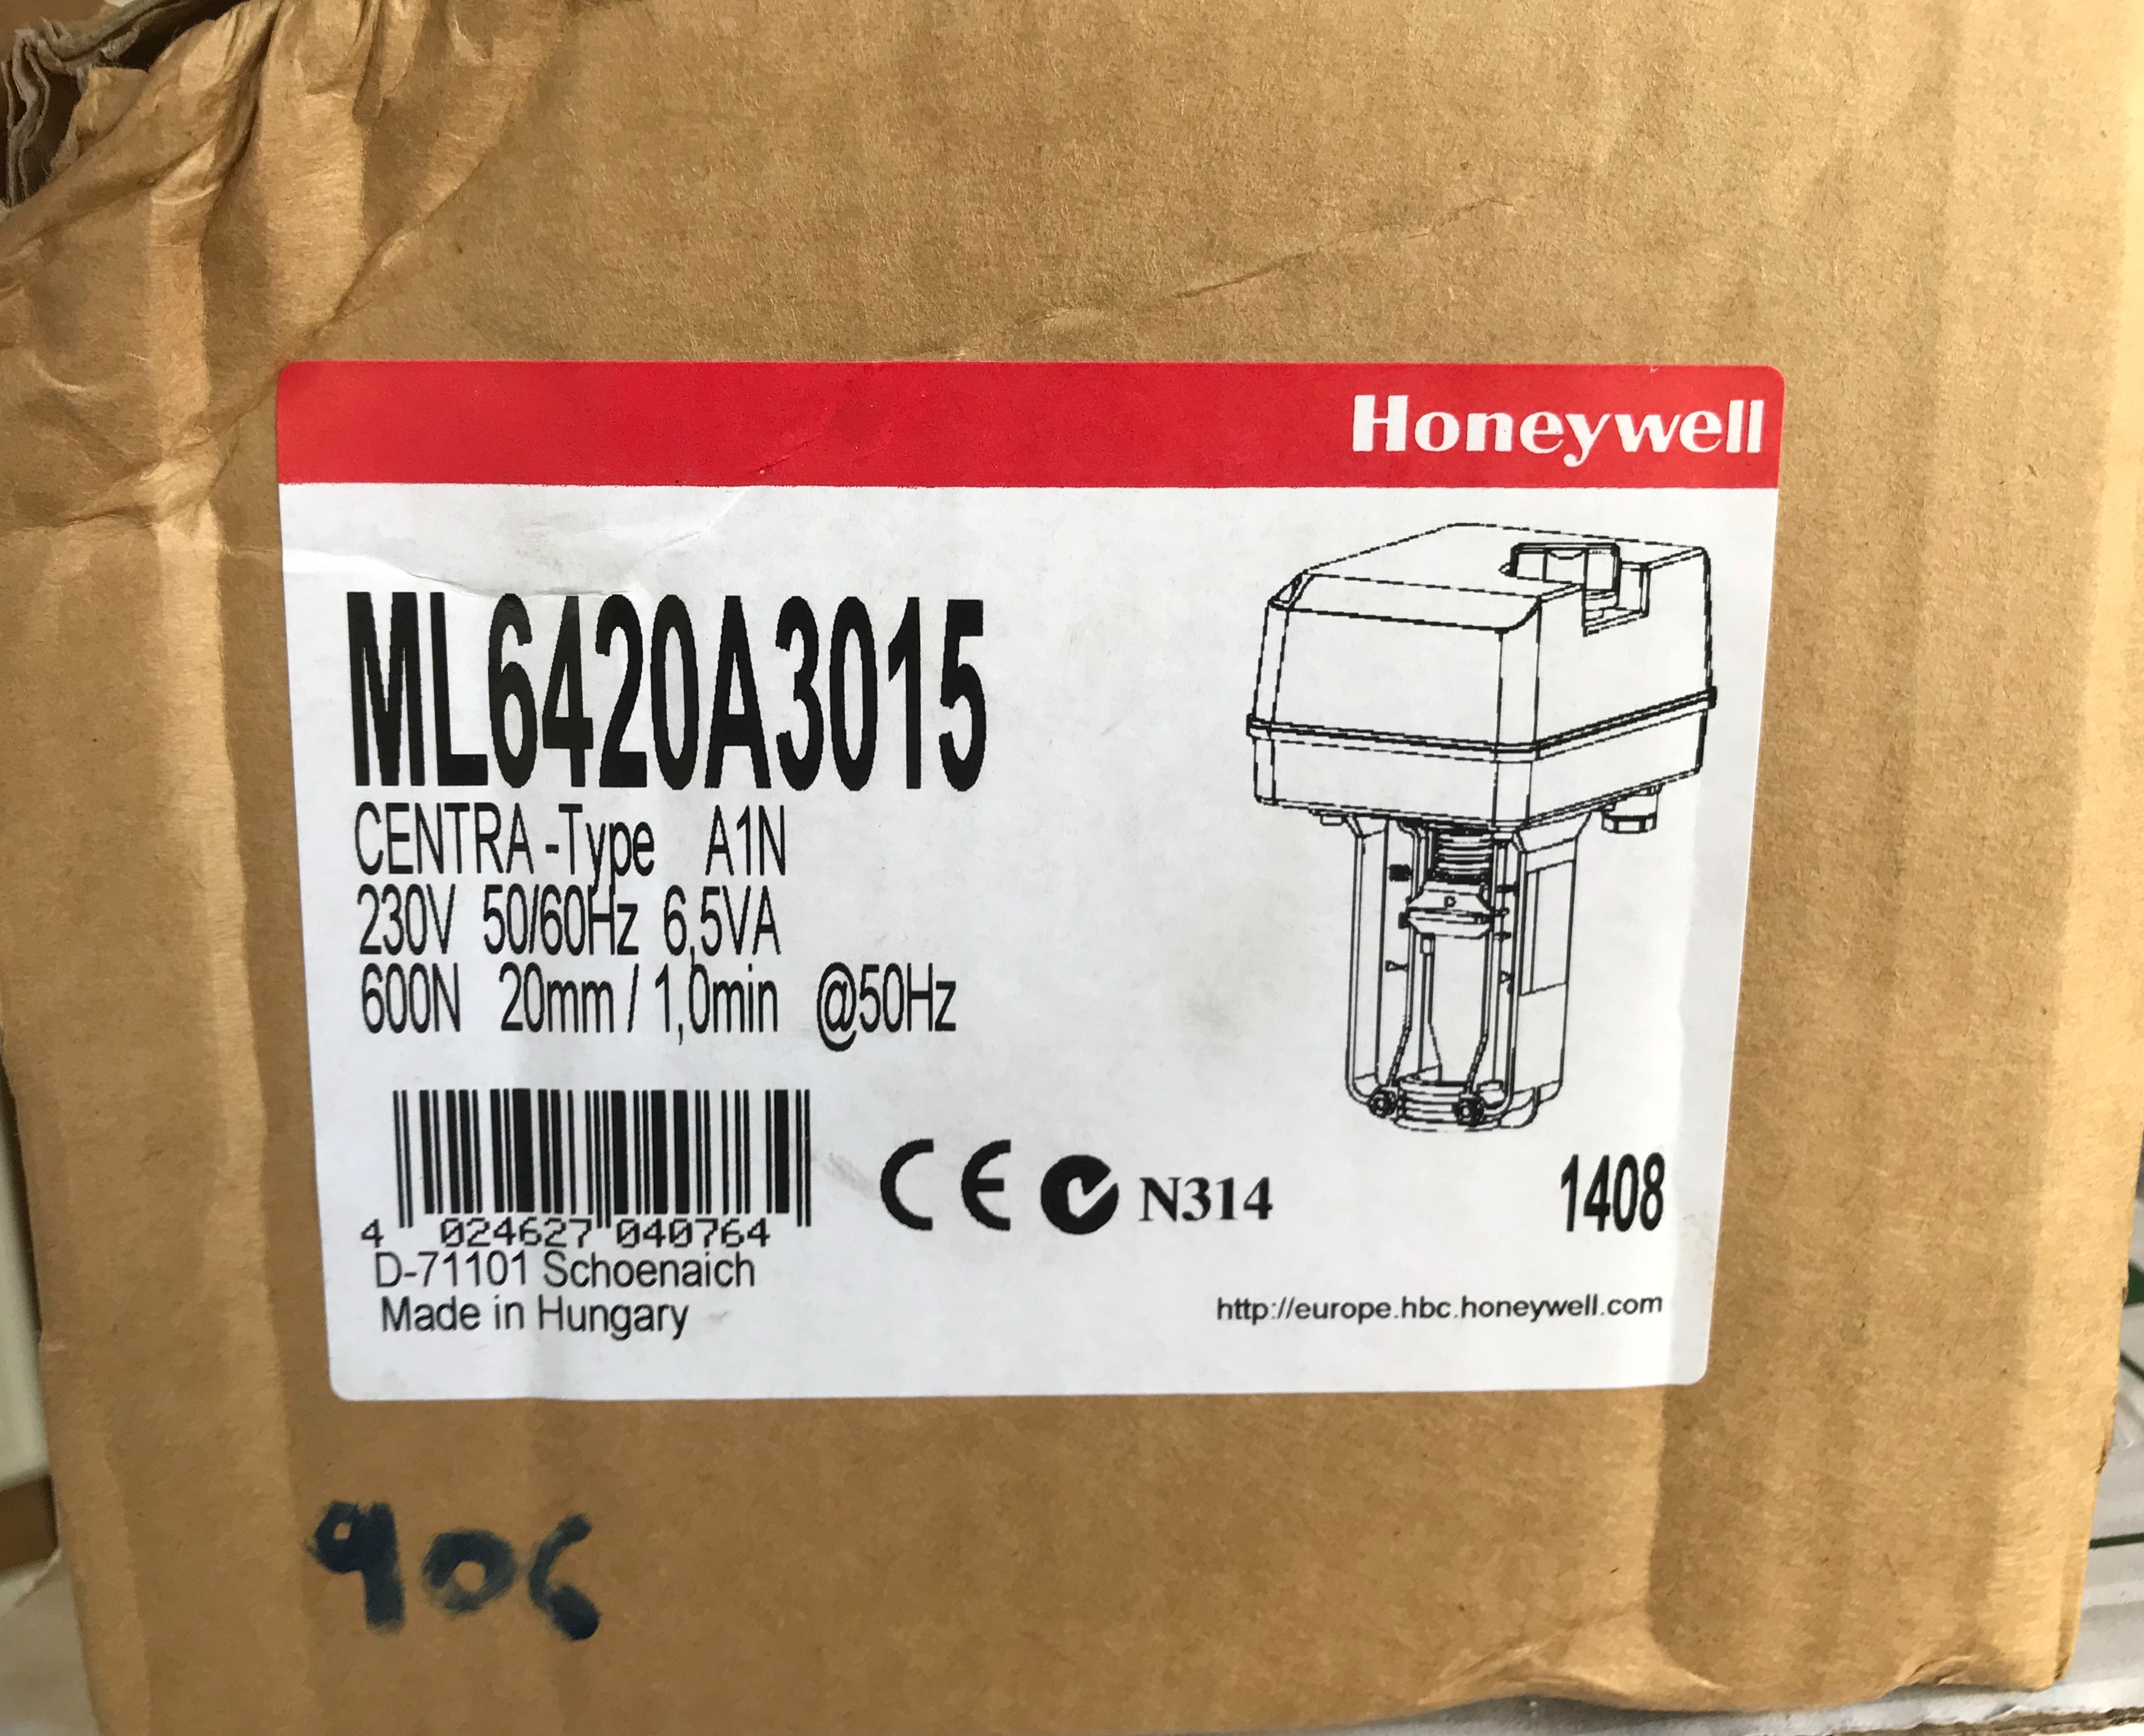 Honeywell
ML6420A3015
CENTRA-Type A1N
230V 50/60Hz 6,5VA
600N 20mm / 1,0min @50Hz
4 024627 040764
CE N314
1408
D-71101 Schoenaich
Made in Hungary
http://europe.hbc.honeywell.com
906